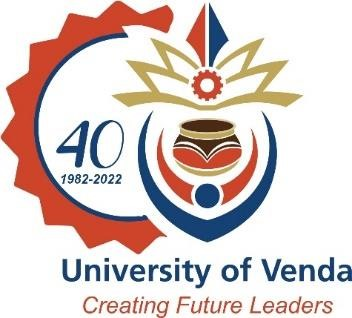 40
1982-2022
University of Venda
Creating Future Leaders